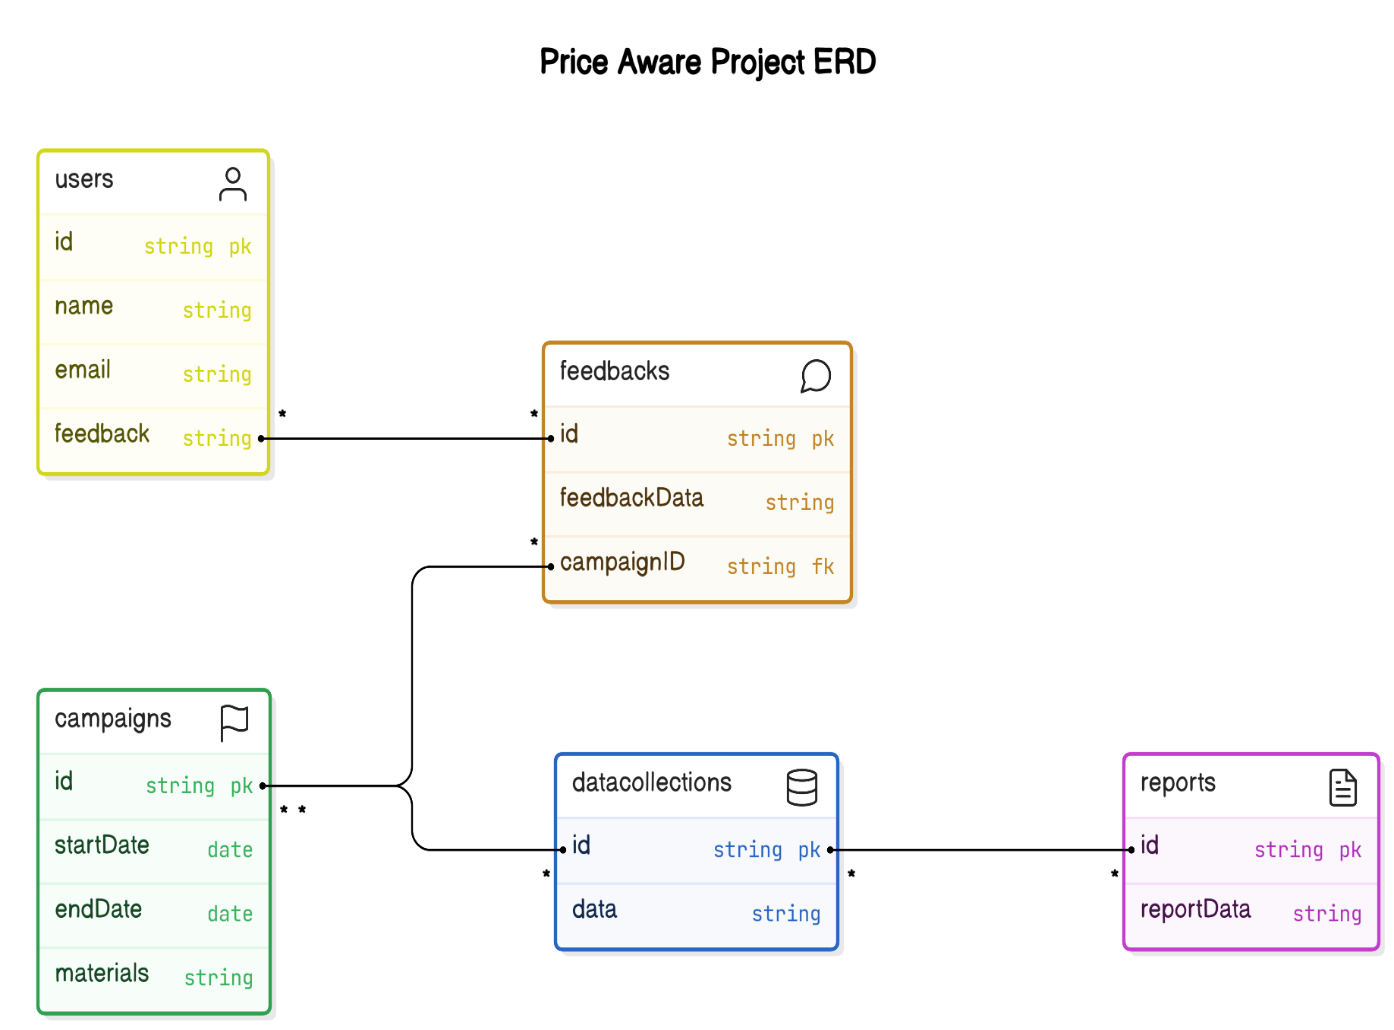 Price Aware Project ERD
users
id string pk
name string
email string
feedback string
* *
feedbacks
id string pk
feedbackData string
* campaignID string fk
campaigns
id string pk
* *
startDate date
endDate date
materials string
datacollections
id string pk
* *
data string
reports
* id string pk
reportData string